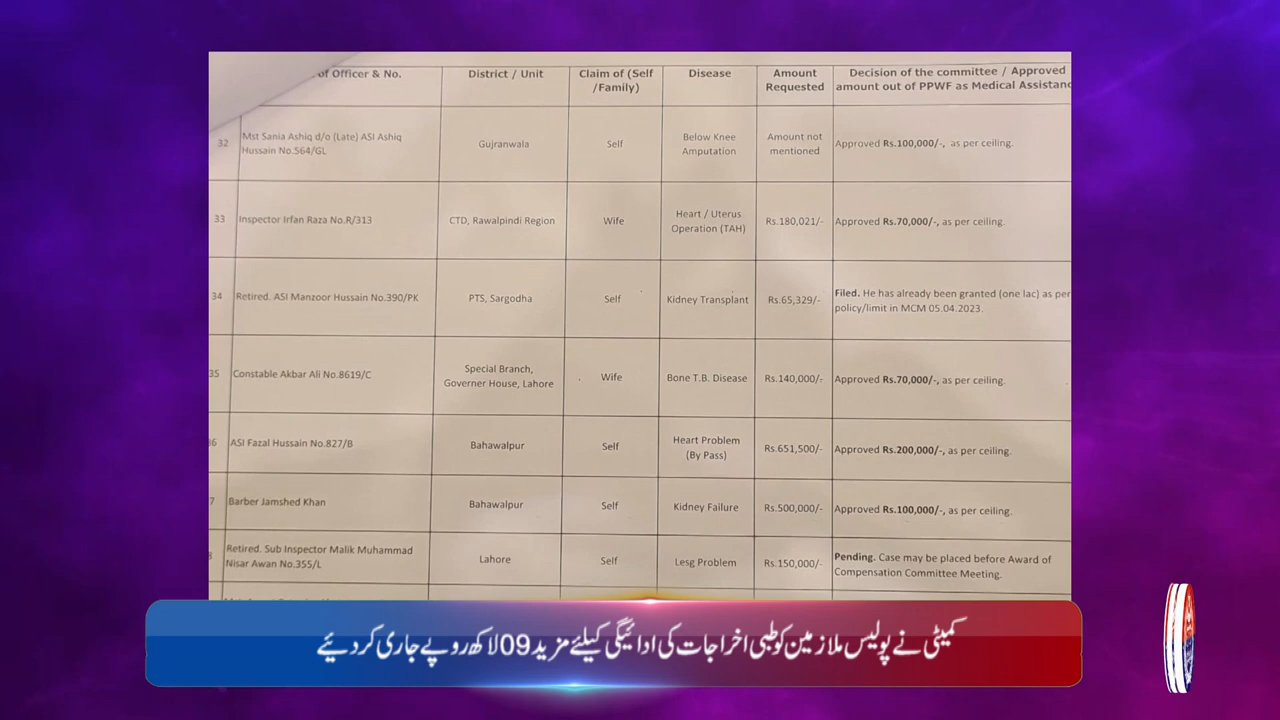 of Officer & No. District / Unit Claim of (Self /Family) Disease Amount Requested Decision of the committee / Approved amount out of PPWF as Medical
32 Mst Sania Ashiq d/o (Late) ASI Ashiq Hussain No.564/GL Gujranwala Self Below Knee Amputation Amount not mentioned Approved Rs.100,000/-, as per ceiling.
33 Inspector Irfan Raza No.R/313 CTD, Rawalpindi Region Wife Heart / Uterus Operation (TAH) Rs.180,021/- Approved Rs.70,000/-, as per ceiling.
34 Retired. ASI Manzoor Hussain No.390/PK PTS, Sargodha Self Kidney Transplant Rs.65,329/- Filed. He has already been granted (one lac) as per policy/limit in MCM 05.04.2023.
35 Constable Akbar Ali No.8619/C Special Branch, Governer House, Lahore Wife Bone T.B. Disease Rs.140,000/- Approved Rs.70,000/-, as per ceiling.
6 ASI Fazal Hussain No.827/B Bahawalpur Self Heart Problem (By Pass) Rs.651,500/- Approved Rs.200,000/-, as per ceiling.
7 Barber Jamshed Khan Bahawalpur Self Kidney Failure Rs.500,000/- Approved Rs.100,000/-, as per ceiling.
Retired. Sub Inspector Malik Muhammad Nisar Awan No.355/L Lahore Self Lesg Problem Rs.150,000/- Pending. Case may be placed before Award of Compensation Committee Meeting.
کمیٹی نے پولیس ملازمین کو طبی اخراجات کی ادائیگی کیلئے مزید 09 لاکھ روپے جاری کر دیئے